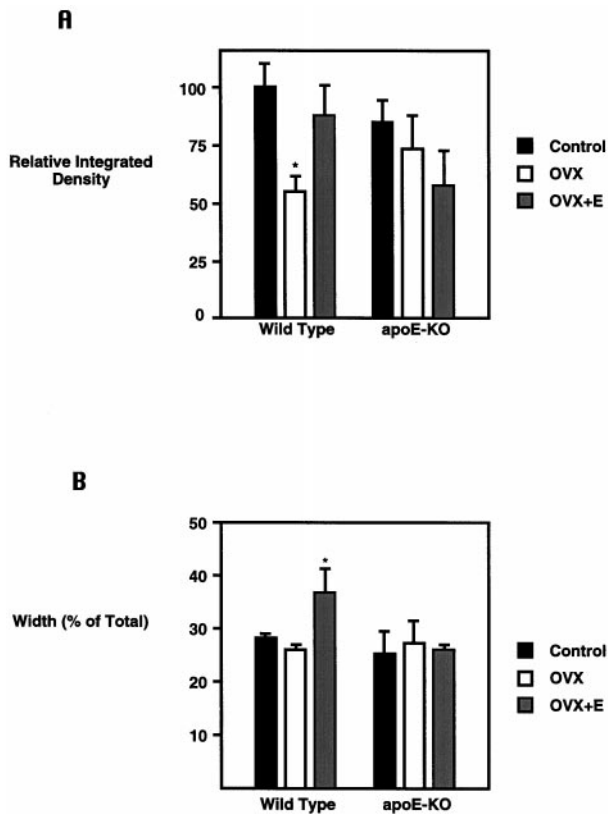 A
100
75
50
25
0
Relative Integrated
Density
*
Wild Type
apoE-KO
Control
OVX
OVX+E
B
50
40
30
20
10
Width (% of Total)
*
Wild Type
apoE-KO
Control
OVX
OVX+E